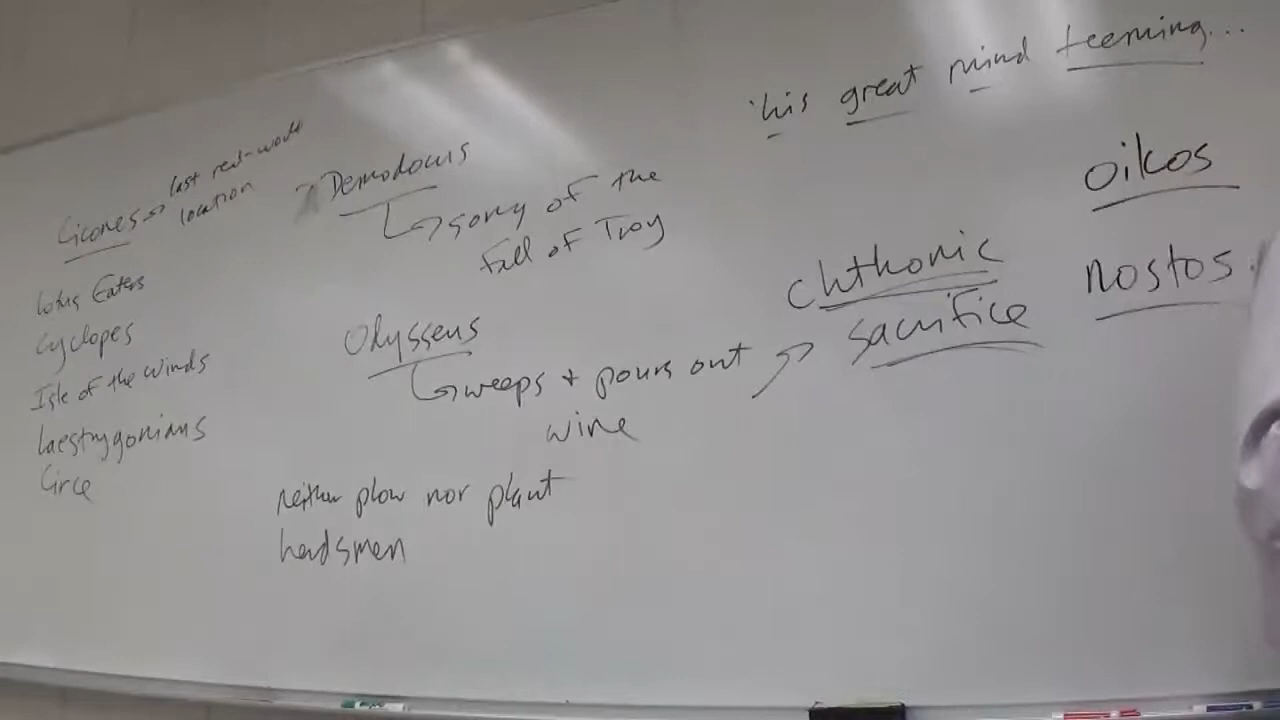 'his great mind teeming...
Cicones → last real-world
location
Lotus Eaters
Cyclopes
Isle of the Winds
Laestrygonians
Circe
Demodocus
↳ song of the
Fall of Troy
Odysseus
↳ weeps + pours out →
wine
neither plow nor plant
herdsmen
chthonic
sacrifice
oikos
nostos.